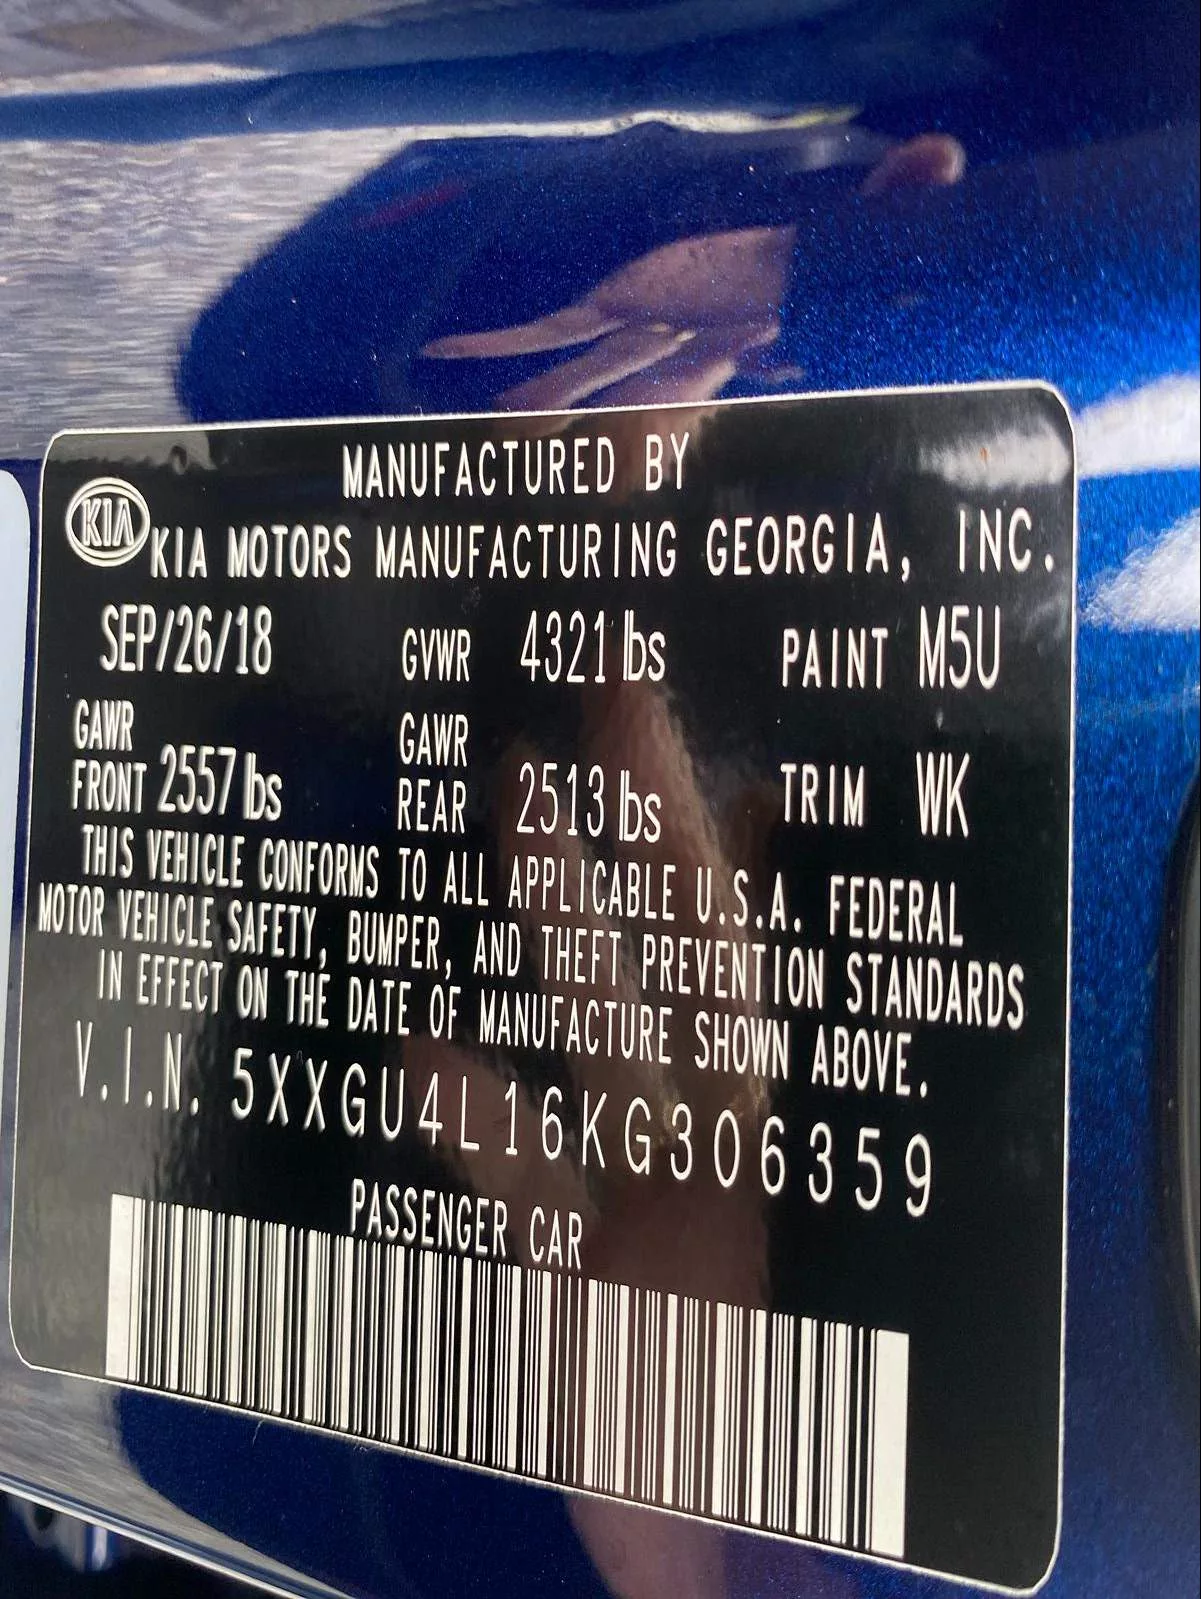 MANUFACTURED BY
KIA KIA MOTORS MANUFACTURING GEORGIA, INC.
SEP/26/18 GVWR 4321 lbs PAINT M5U
GAWR GAWR
FRONT 2557 lbs REAR 2513 lbs TRIM WK
THIS VEHICLE CONFORMS TO ALL APPLICABLE U.S.A. FEDERAL
MOTOR VEHICLE SAFETY, BUMPER, AND THEFT PREVENTION STANDARDS
IN EFFECT ON THE DATE OF MANUFACTURE SHOWN ABOVE.
V.I.N. 5XXGU4L16KG306359
PASSENGER CAR